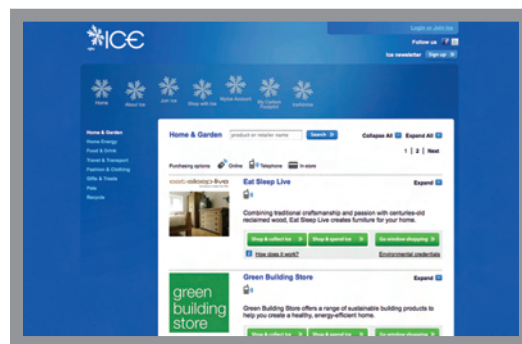 ICE
Login or Join Ice
Follow us
Ice newsletter Sign up
Home
About Ice
Join Ice
Shop with Ice
My Ice Account
My Carbon
Footprint
Home & Garden
Home Energy
Food & Drink
Travel & Transport
Fashion & Clothing
Gifts & Treats
Pets
Recycle
Home & Garden product or retailer name Search Collapse All Expand All
1 | 2 | Next
Purchasing options Online Telephone In-store
eat-sleep-live
Eat Sleep Live Expand
Combining traditional craftsmanship and passion with centuries-old
reclaimed wood, Eat Sleep Live creates furniture for your home.
Shop & collect Ice Shop & spend Ice Go window shopping
How does it work? Environmental credentials
green
building
store
Green Building Store Expand
Green Building Store offers a range of sustainable building products to
help you create a healthy, energy-efficient home.
Shop & collect Ice Shop & spend Ice Go window shopping